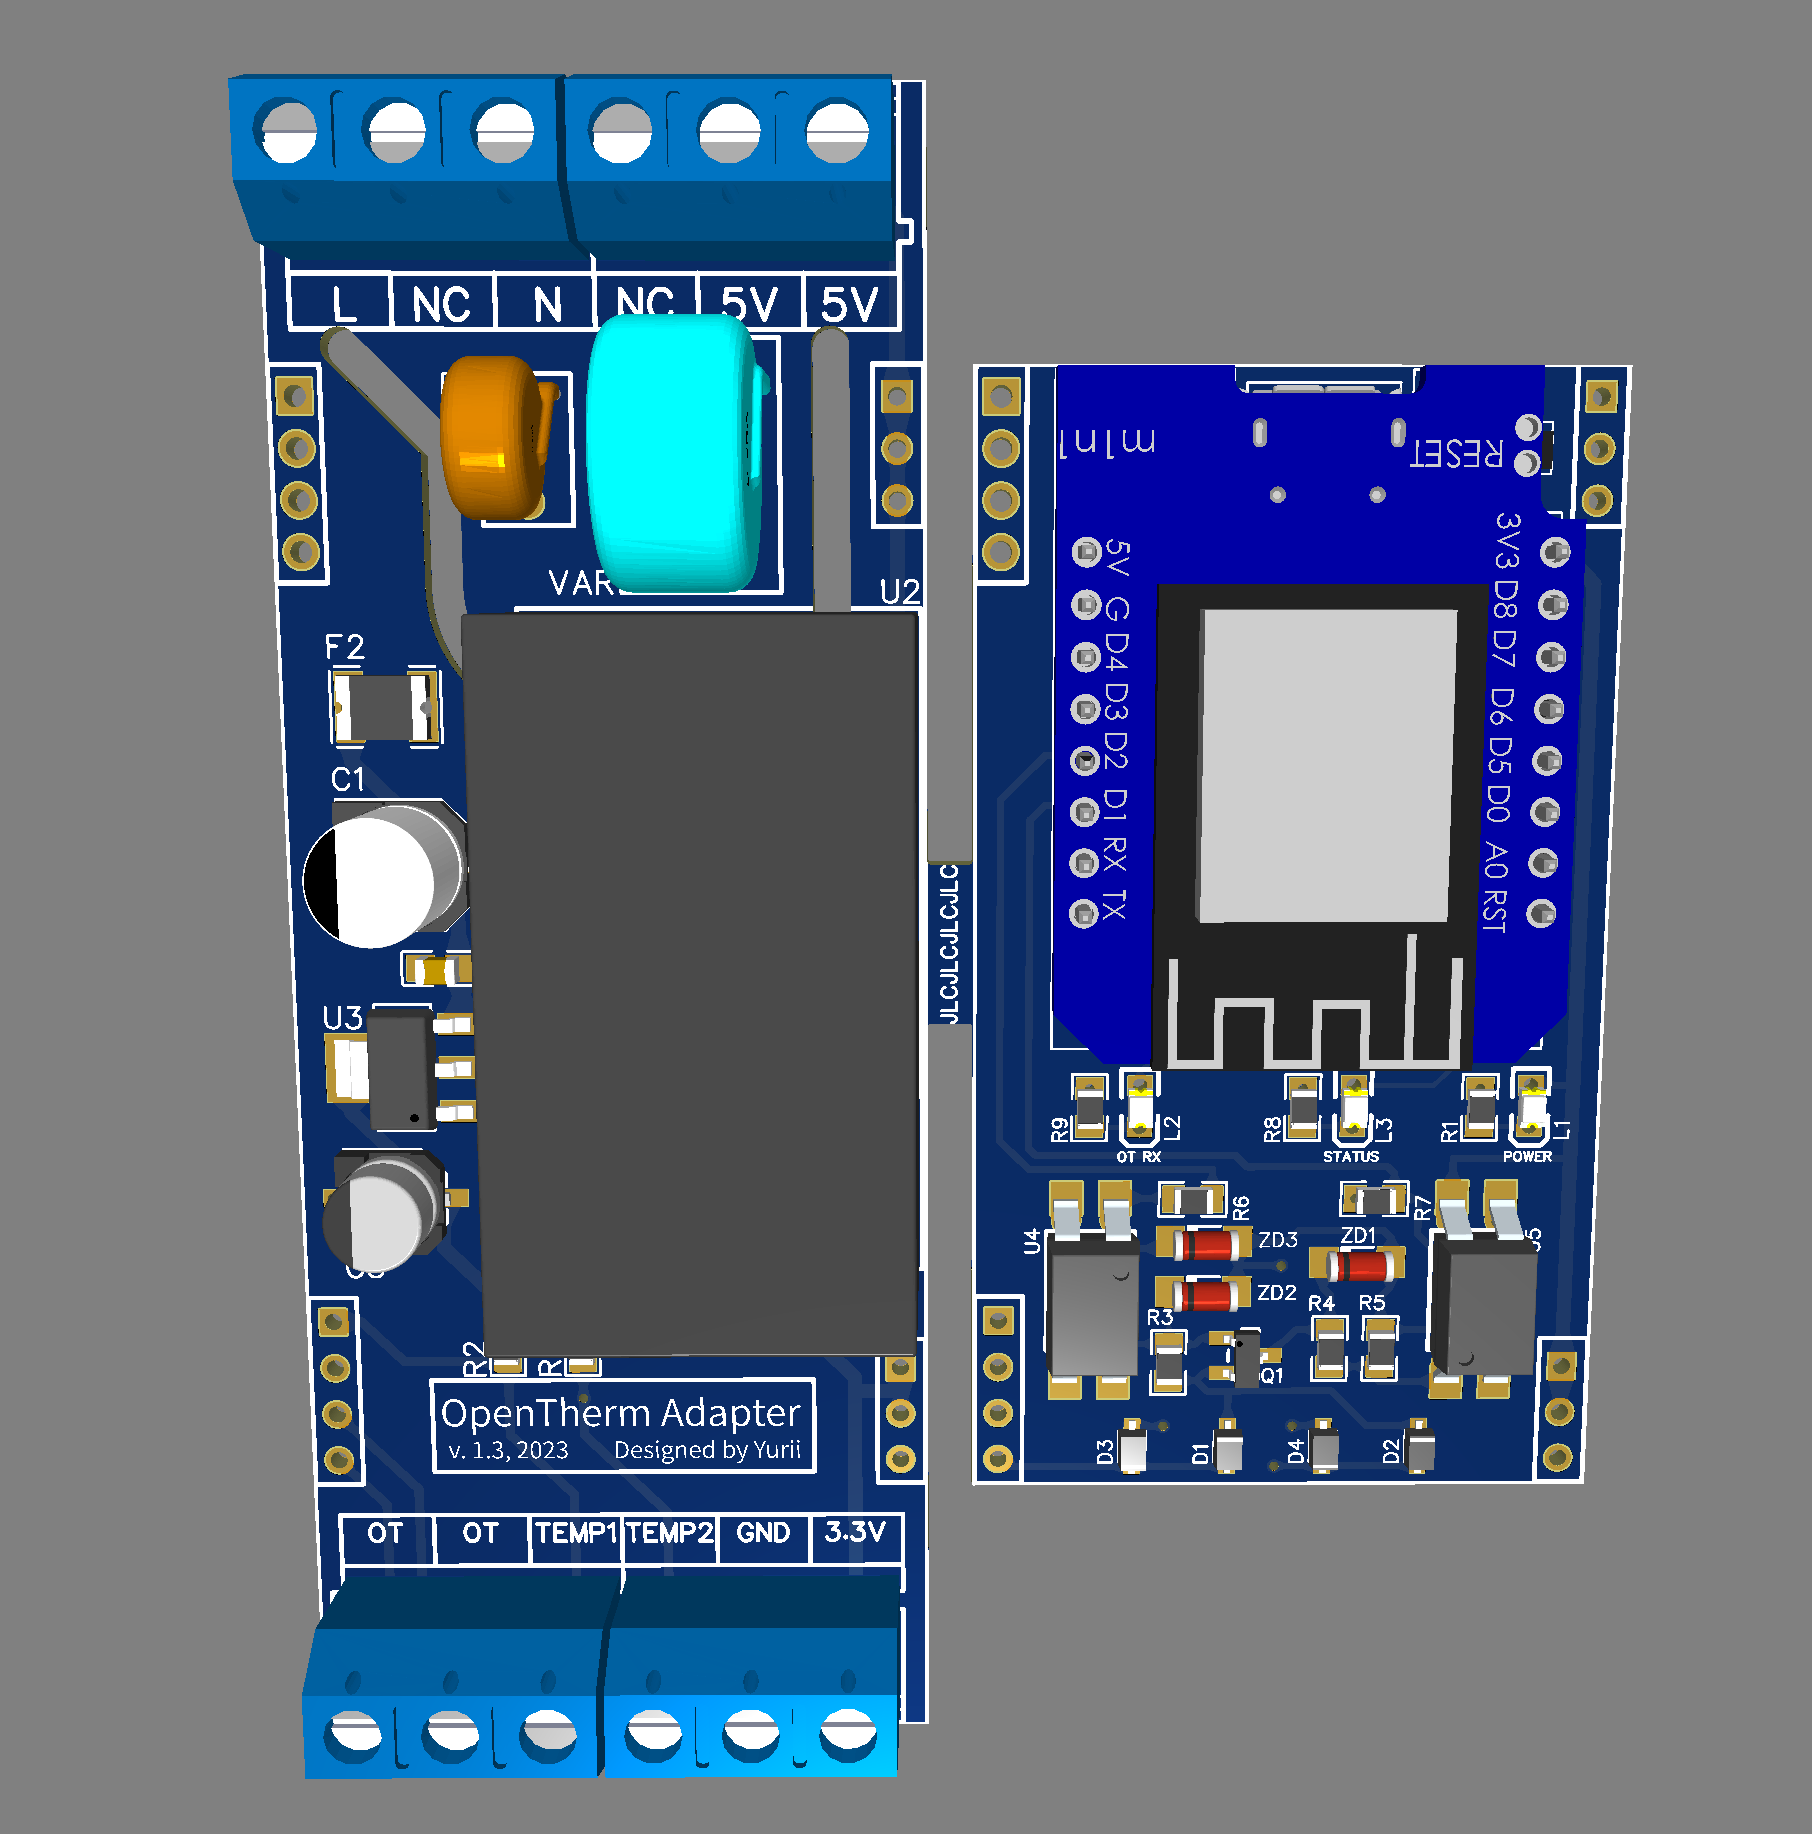 L NC N NC 5V 5V
VAR
U2
F2
C1
U3
R2
R
OpenTherm Adapter
v. 1.3, 2023 Designed by Yurii
OT OT TEMP1 TEMP2 GND 3.3V
JLCJLCJLCJLC
mini
RESET
5V
G
D4
D3
D2
D1
RX
TX
3V3
D8
D7
D6
D5
D0
A0
RST
R9
L2
R8
L3
R1
L1
OT RX
STATUS
POWER
R6
R7
U4
ZD3
ZD1
ZD2
R3
R4
R5
Q1
D3
D1
D4
D2